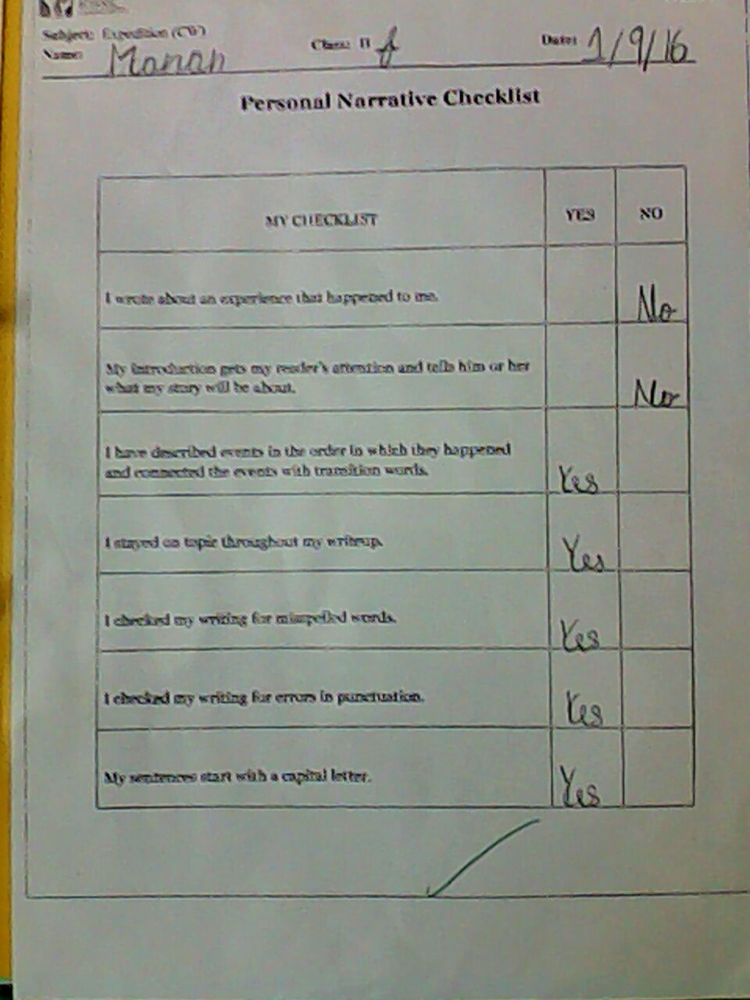 Subject: Expedition (CW)
Name: Manan Class: II f Date: 1/9/16
Personal Narrative Checklist
MY CHECKLIST YES NO
I wrote about an experience that happened to me. No
My introduction gets my reader's attention and tells him or her
what my story will be about. No
I have described events in the order in which they happened
and connected the events with transition words. Yes
I stayed on topic throughout my writeup. Yes
I checked my writing for misspelled words. Yes
I checked my writing for errors in punctuation. Yes
My sentences start with a capital letter. Yes